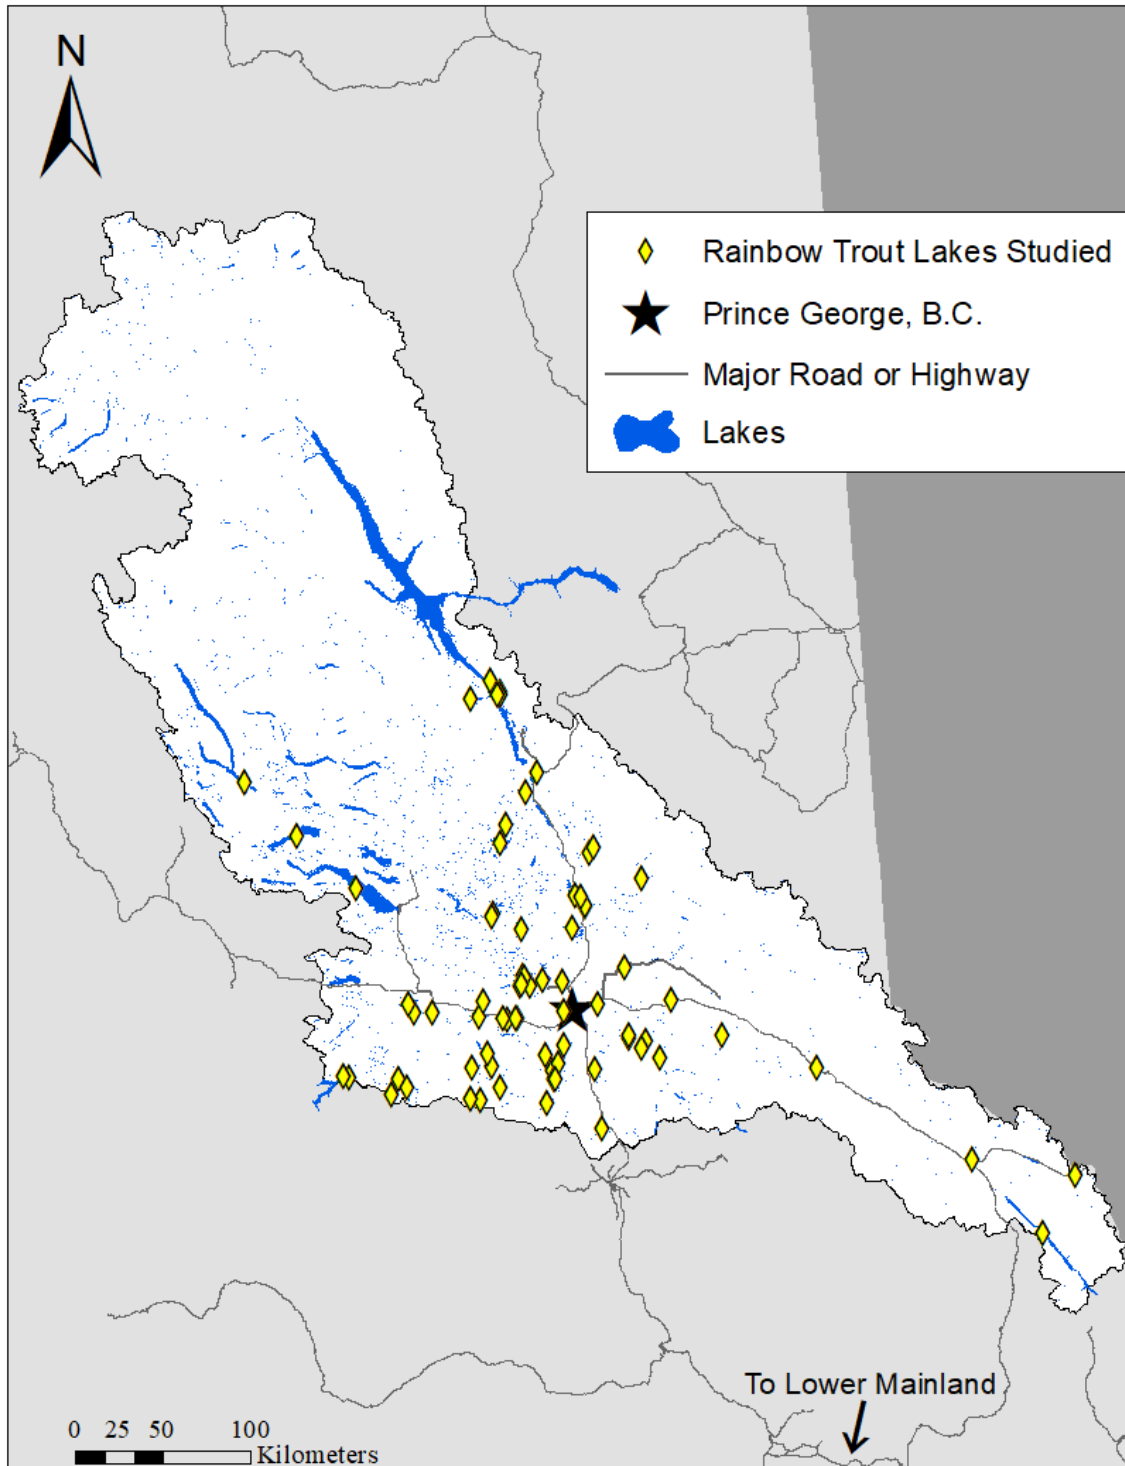 N
Rainbow Trout Lakes Studied
Prince George, B.C.
Major Road or Highway
Lakes
To Lower Mainland
0 25 50 100
Kilometers